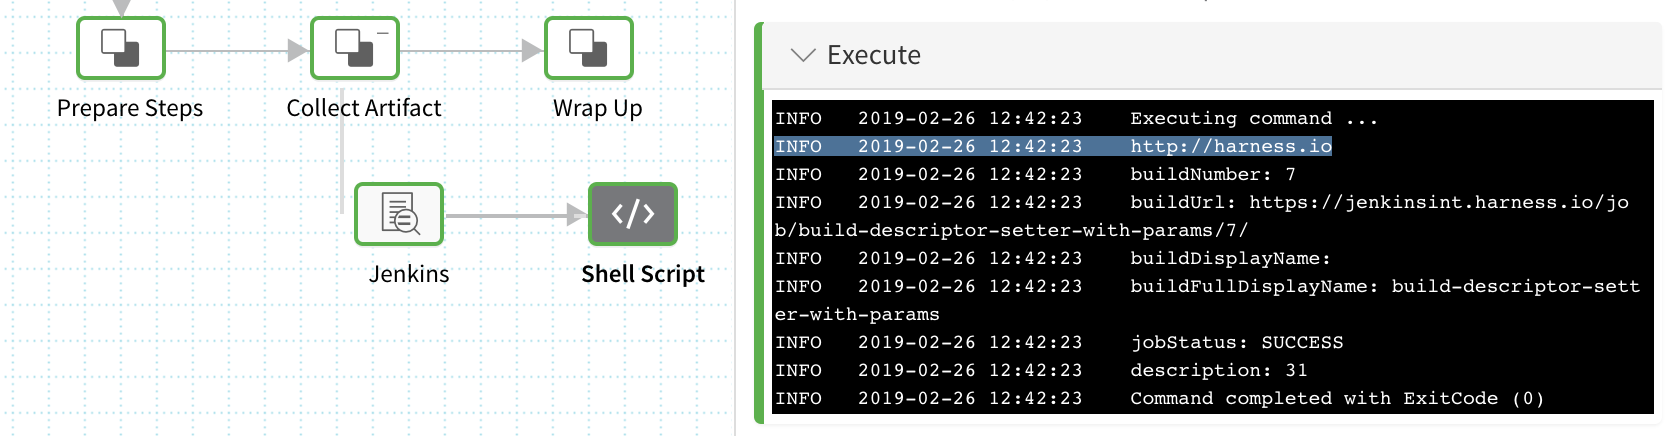 Prepare Steps
Collect Artifact
Wrap Up
Jenkins
</>
Shell Script
Execute
INFO 2019-02-26 12:42:23 Executing command ...
INFO 2019-02-26 12:42:23 http://harness.io
INFO 2019-02-26 12:42:23 buildNumber: 7
INFO 2019-02-26 12:42:23 buildUrl: https://jenkinsint.harness.io/jo
b/build-descriptor-setter-with-params/7/
INFO 2019-02-26 12:42:23 buildDisplayName:
INFO 2019-02-26 12:42:23 buildFullDisplayName: build-descriptor-sett
er-with-params
INFO 2019-02-26 12:42:23 jobStatus: SUCCESS
INFO 2019-02-26 12:42:23 description: 31
INFO 2019-02-26 12:42:23 Command completed with ExitCode (0)